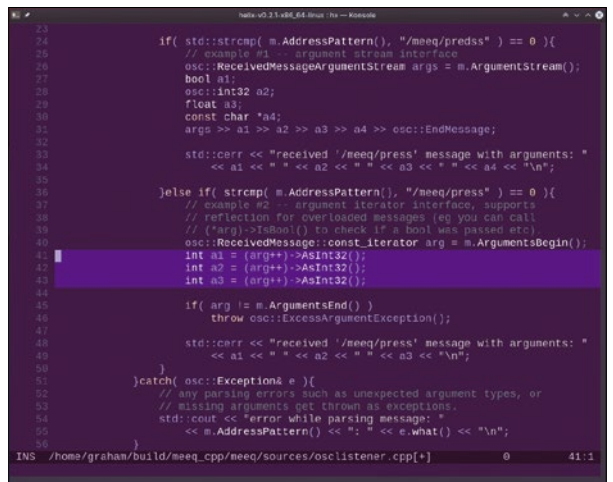 helix-v0.2.1-x86_64-linux : hx — Konsole
23
24 if( std::strcmp( m.AddressPattern(), "/meeq/predss" ) == 0 ){
25 // example #1 -- argument stream interface
26 osc::ReceivedMessageArgumentStream args = m.ArgumentStream();
27 bool a1;
28 osc::int32 a2;
29 float a3;
30 const char *a4;
31 args >> a1 >> a2 >> a3 >> a4 >> osc::EndMessage;
32
33 std::cerr << "received '/meeq/press' message with arguments: "
34 << a1 << " " << a2 << " " << a3 << " " << a4 << "\n";
35
36 }else if( strcmp( m.AddressPattern(), "/meeq/press" ) == 0 ){
37 // example #2 -- argument iterator interface, supports
38 // reflection for overloaded messages (eg you can call
39 // (*arg)->IsBool() to check if a bool was passed etc).
40 osc::ReceivedMessage::const_iterator arg = m.ArgumentsBegin();
41 int a1 = (arg++)->AsInt32();
42 int a2 = (arg++)->AsInt32();
43 int a3 = (arg++)->AsInt32();
44
45 if( arg != m.ArgumentsEnd() )
46 throw osc::ExcessArgumentException();
47
48 std::cerr << "received '/meeq/press' message with arguments: "
49 << a1 << " " << a2 << " " << a3 << "\n";
50 }
51 }catch( osc::Exception& e ){
52 // any parsing errors such as unexpected argument types, or
53 // missing arguments get thrown as exceptions.
54 std::cout << "error while parsing message: "
55 << m.AddressPattern() << ": " << e.what() << "\n";
56 }
INS /home/graham/build/meeq_cpp/meeq/sources/osclistener.cpp[+] 0 41:1